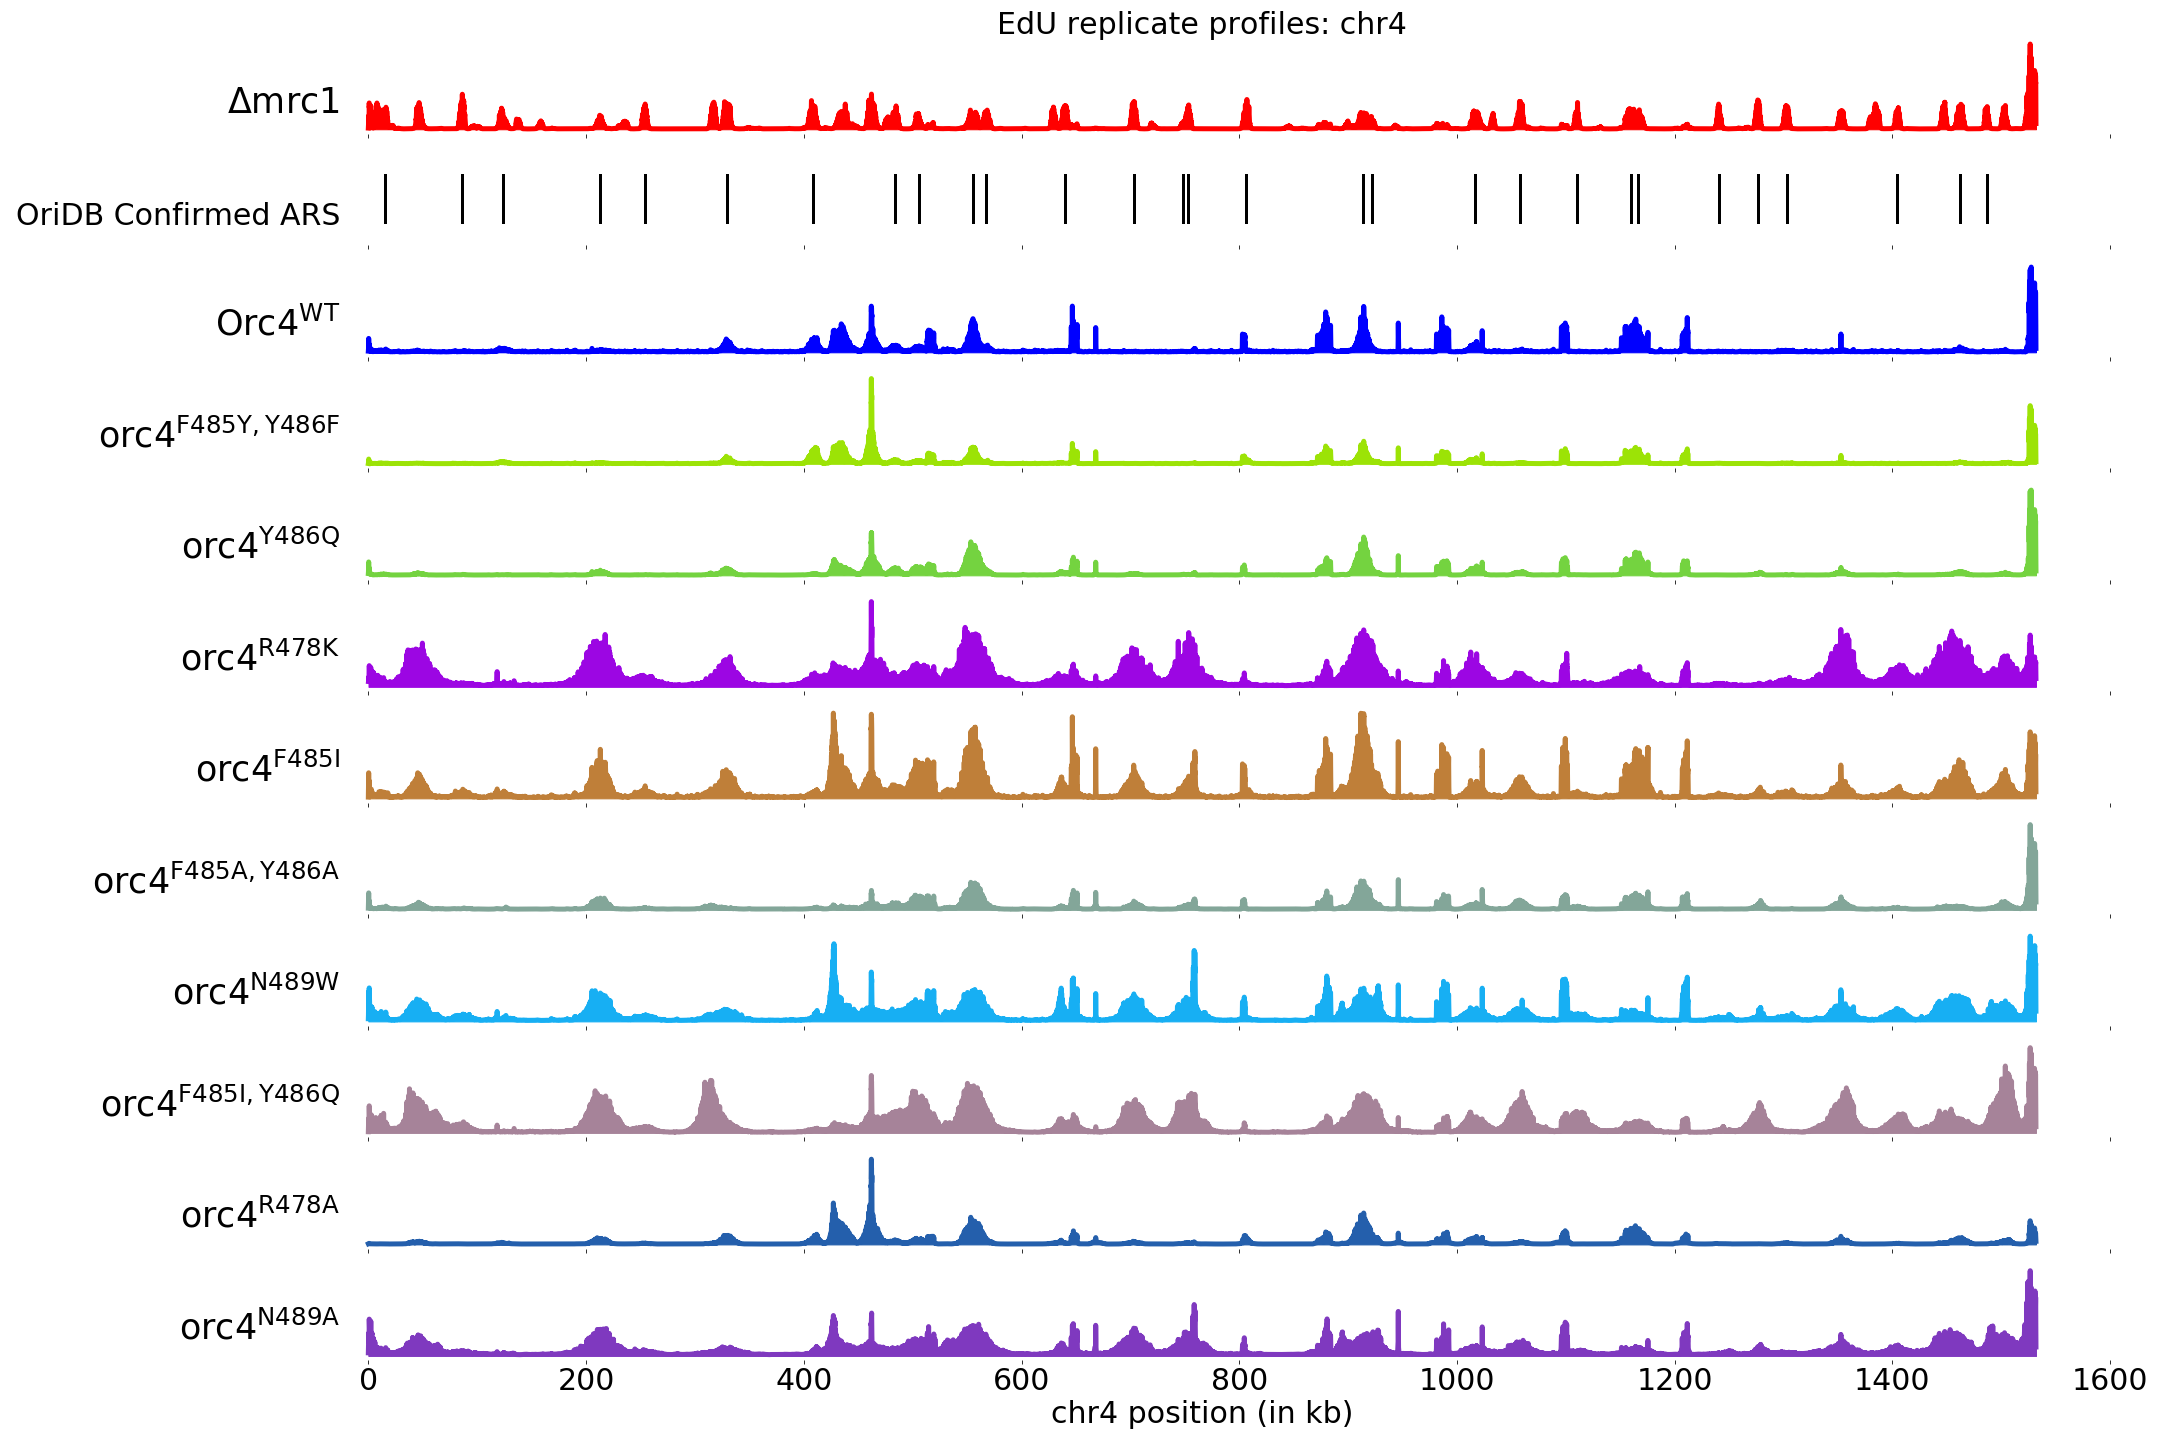 EdU replicate profiles: chr4
Δmrc1
OriDB Confirmed ARS
Orc4WT
orc4F485Y, Y486F
orc4Y486Q
orc4R478K
orc4F485I
orc4F485A, Y486A
orc4N489W
orc4F485I, Y486Q
orc4R478A
orc4N489A
0 200 400 600 800 1000 1200 1400 1600
chr4 position (in kb)